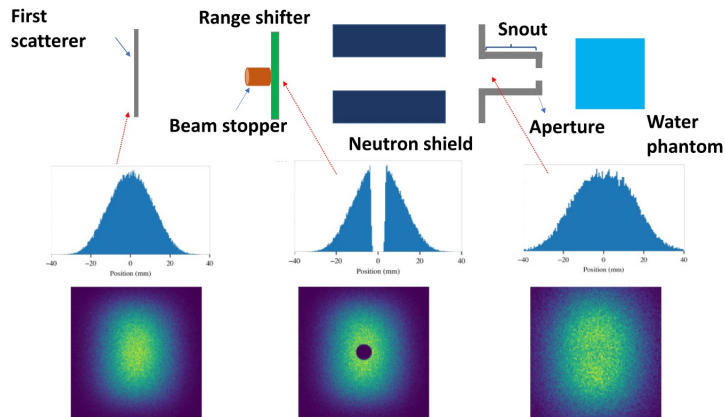 First
scatterer
Range shifter
Snout
Beam stopper
Neutron shield
Aperture
Water
phantom
−40 −20 0 20 40
Position (mm)
−40 −20 0 20 40
Position (mm)
−40 −20 0 20 40
Position (mm)